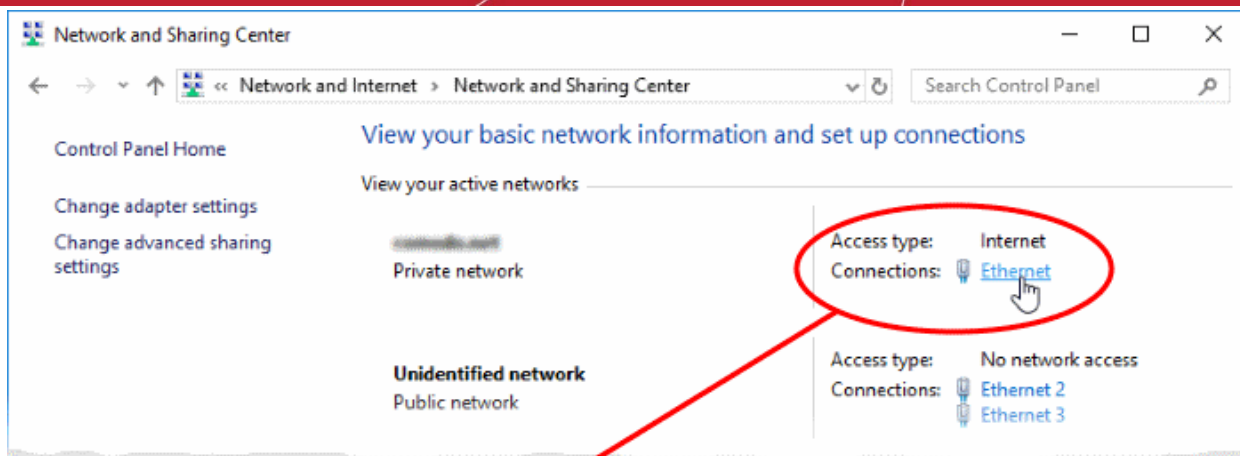 Network and Sharing Center
« Network and Internet > Network and Sharing Center
Search Control Panel
Control Panel Home
Change adapter settings
Change advanced sharing
settings
View your basic network information and set up connections
View your active networks
Private network
Access type: Internet
Connections: Ethernet
Unidentified network
Public network
Access type: No network access
Connections: Ethernet 2
Ethernet 3